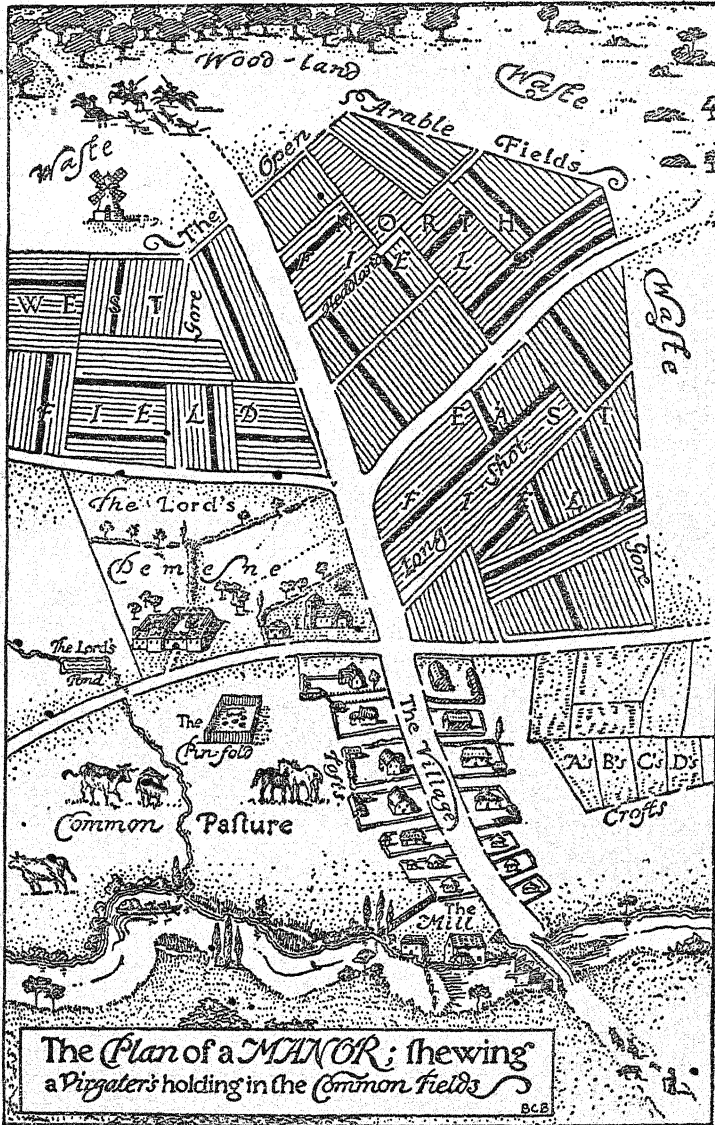 Wood-land
Waſte
Waſte
The Open Arable Fields
NORTH
FIELD
Headland
WEST
FIELD
Gore
Waſte
EAST
FIELD
Long Shot
Gore
The Lord's
Demeſne
The Lord's
Pond
The
Pinfold
Tofts
The Village
A's B's C's D's
Crofts
Common Paſture
The
Mill
The Plan of a MANOR; ſhewing
a Virgater's holding in the Common Fields
BCB